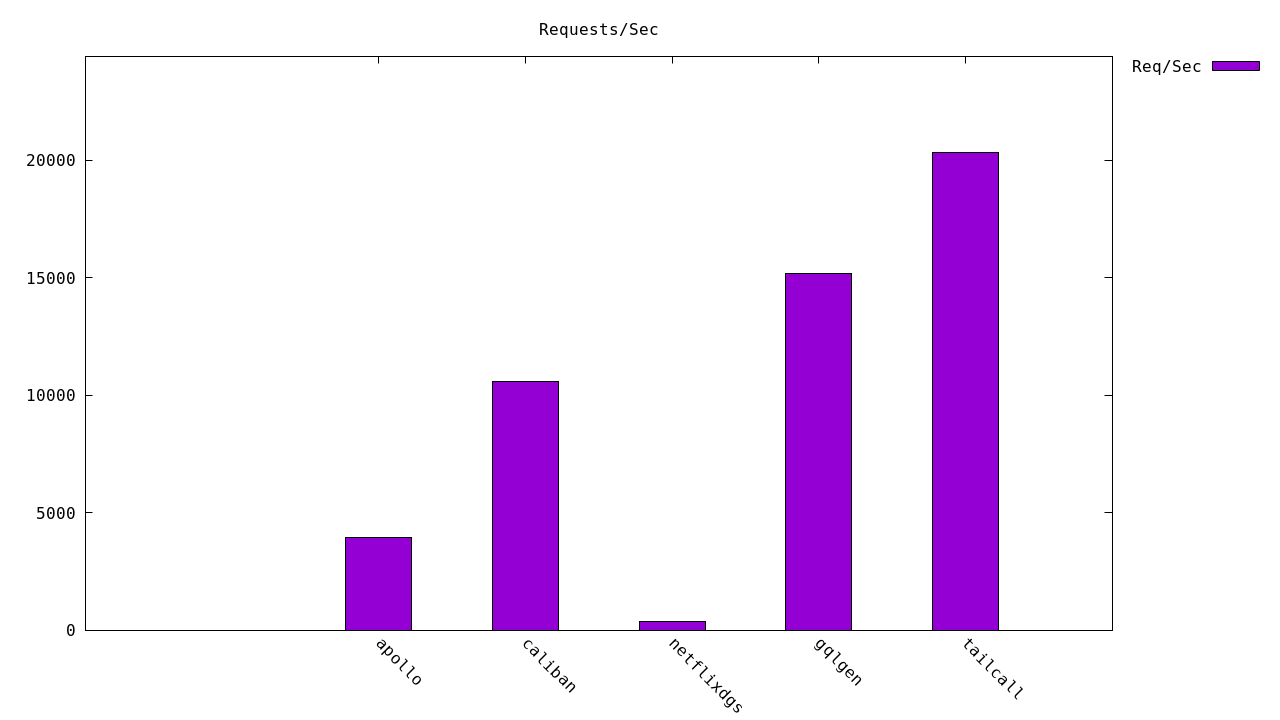 Requests/Sec
Req/Sec
20000
15000
10000
5000
0
apollo
caliban
netflixdgs
gqlgen
tailcall